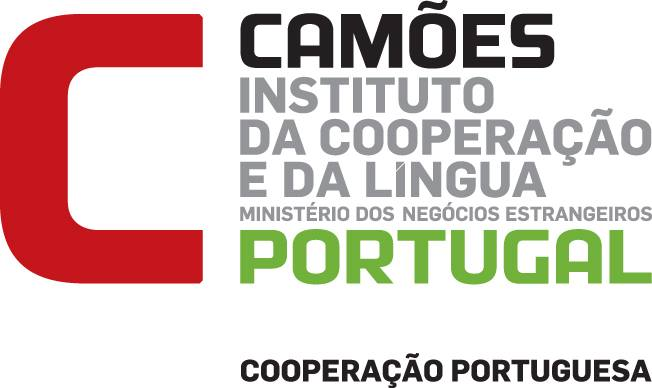 CAMÕES
INSTITUTO
DA COOPERAÇÃO
E DA LÍNGUA
MINISTÉRIO DOS NEGÓCIOS ESTRANGEIROS
PORTUGAL
COOPERAÇÃO PORTUGUESA